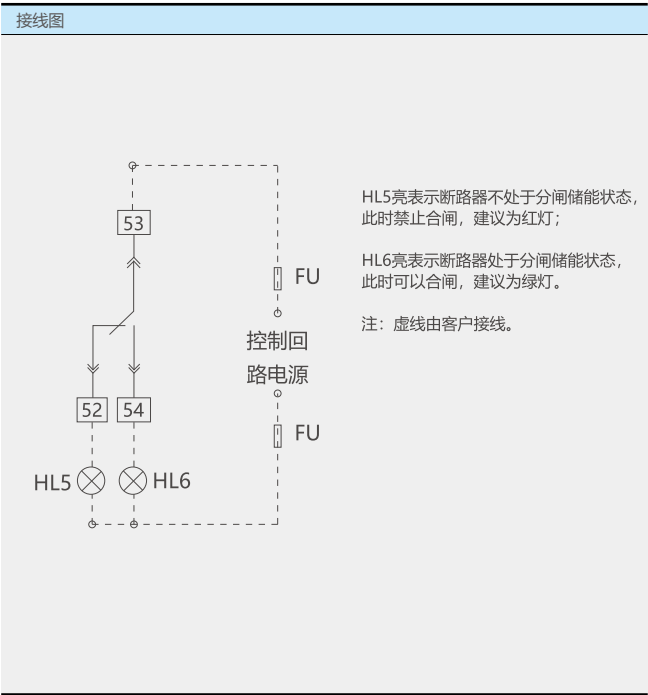 接线图
53
HL5亮表示断路器不处于分闸储能状态，
此时禁止合闸，建议为红灯；
HL6亮表示断路器处于分闸储能状态，
此时可以合闸，建议为绿灯。
注：虚线由客户接线。
FU
控制回
路电源
52
54
FU
HL5
HL6